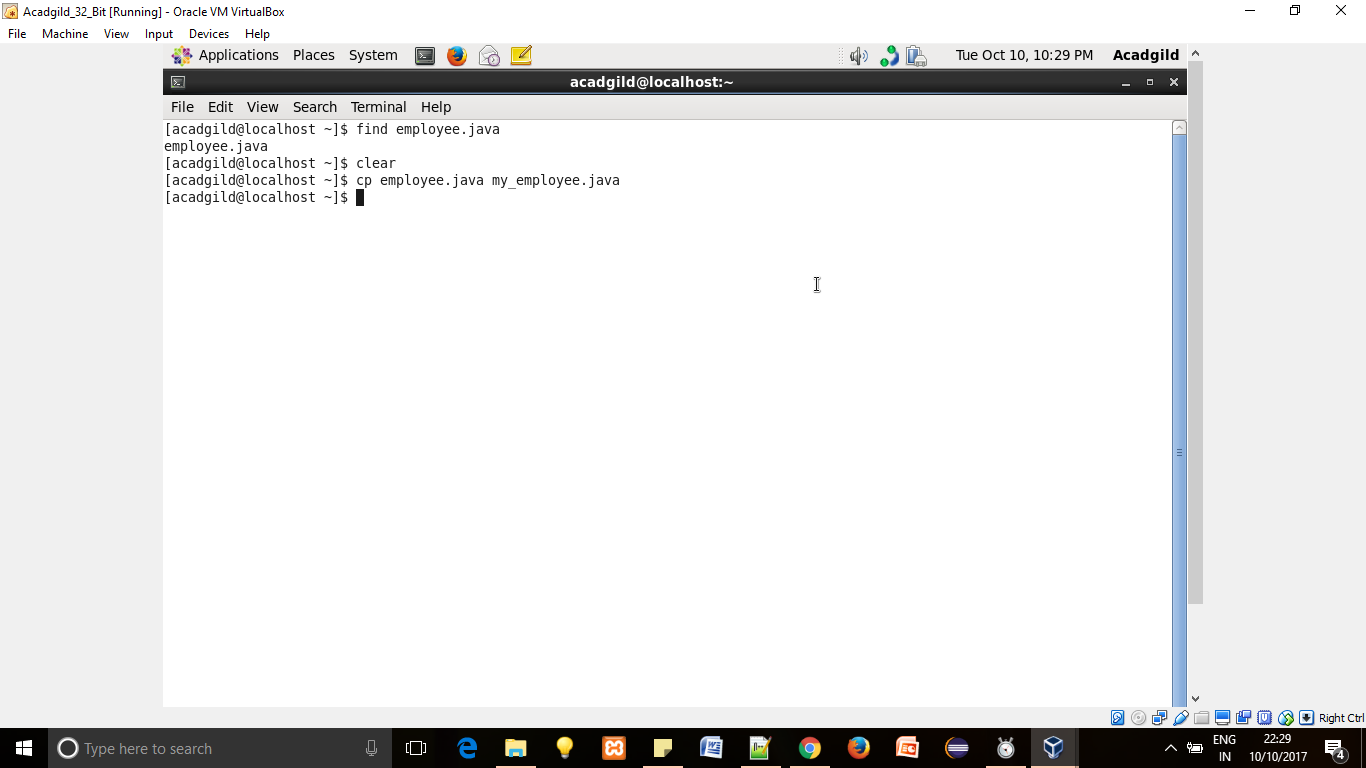 Acadgild_32_Bit [Running] - Oracle VM VirtualBox
File Machine View Input Devices Help
Applications Places System Tue Oct 10, 10:29 PM Acadgild
acadgild@localhost:~
File Edit View Search Terminal Help
[acadgild@localhost ~]$ find employee.java
employee.java
[acadgild@localhost ~]$ clear
[acadgild@localhost ~]$ cp employee.java my_employee.java
[acadgild@localhost ~]$
Right Ctrl
Type here to search
ENG
IN
22:29
10/10/2017
4